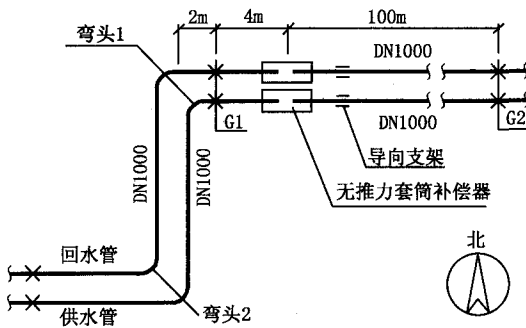 2m
4m
100m
弯头1
DN1000
G1
DN1000
G2
导向支架
DN1000
DN1000
无推力套筒补偿器
回水管
北
供水管
弯头2